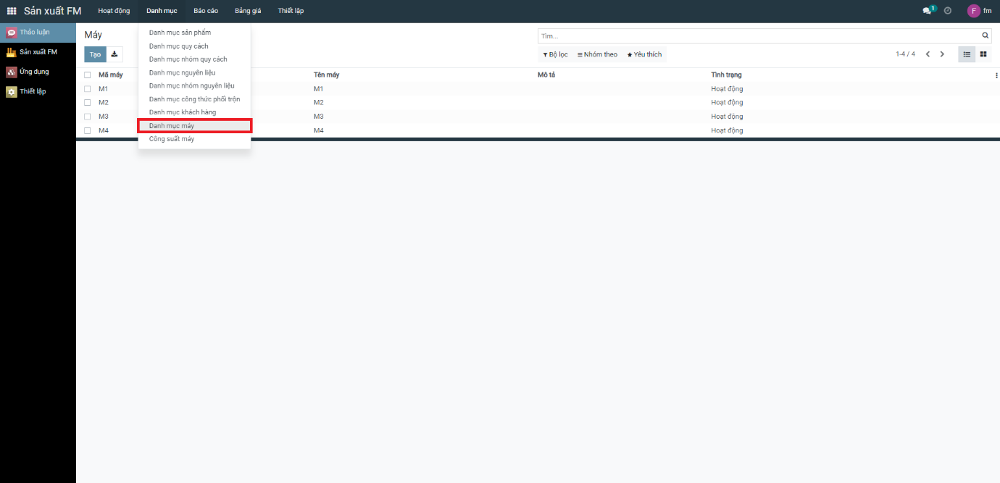 Sản xuất FM Hoạt động Danh mục Báo cáo Bảng giá Thiết lập 1 F fm
Thảo luận
Sản xuất FM
Ứng dụng
Thiết lập
Máy
Tạo
Danh mục sản phẩm
Danh mục quy cách
Danh mục nhóm quy cách
Danh mục nguyên liệu
Danh mục nhóm nguyên liệu
Danh mục công thức phối trộn
Danh mục khách hàng
Danh mục máy
Công suất máy
Tìm...
Bộ lọc Nhóm theo Yêu thích 1-4 / 4
Mã máy Tên máy Mô tả Tình trạng
M1 M1 Hoạt động
M2 M2 Hoạt động
M3 M3 Hoạt động
M4 M4 Hoạt động